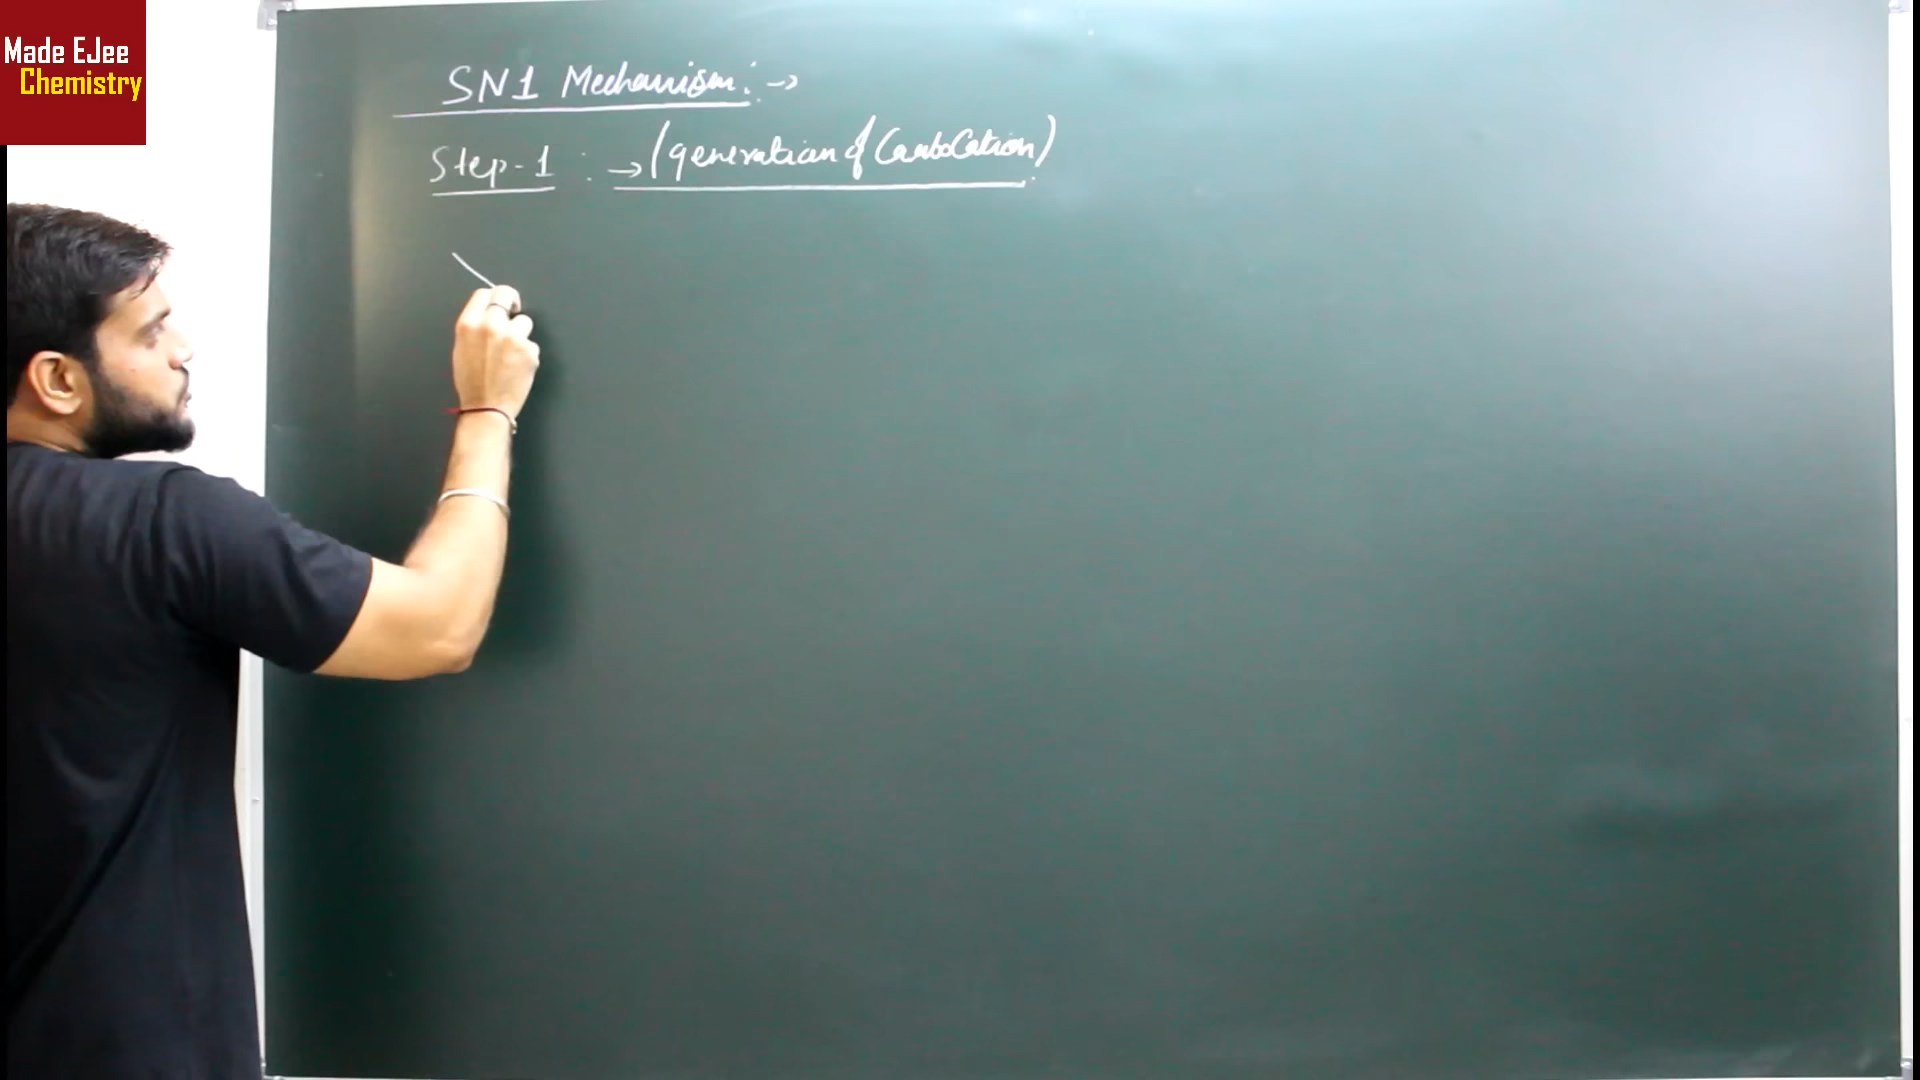 Made EJee
Chemistry
SN1 Mechanism :→
Step-1 : → (generation of CarboCation)